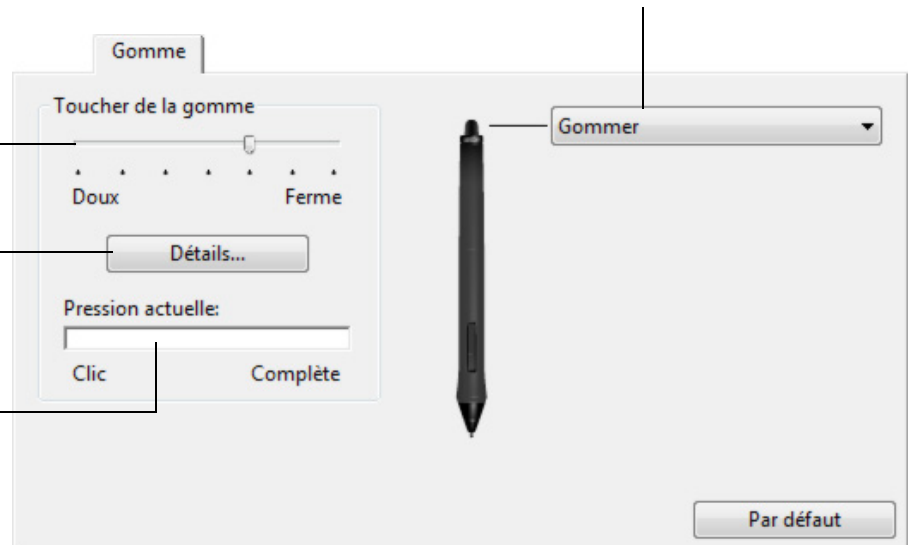 Gomme
Toucher de la gomme
Gommer
Doux Ferme
Détails...
Pression actuelle:
Clic Complète
Par défaut